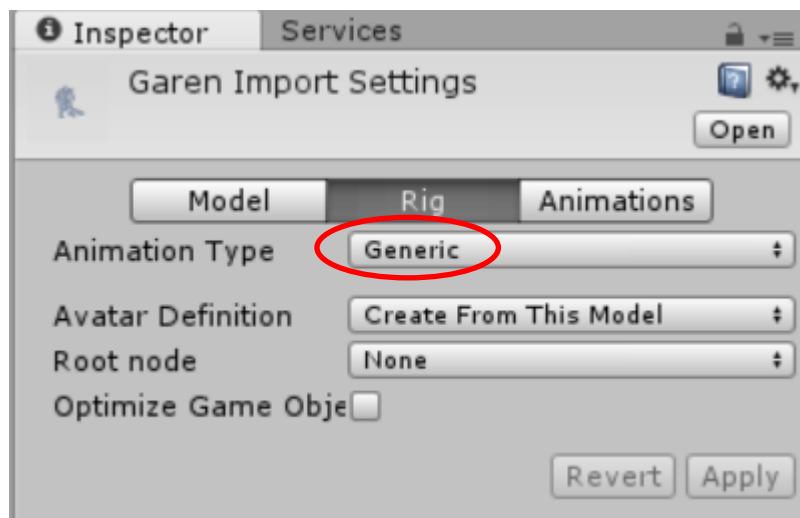 Inspector Services
Garen Import Settings
Open
Model Rig Animations
Animation Type Generic
Avatar Definition Create From This Model
Root node None
Optimize Game Obje
Revert Apply